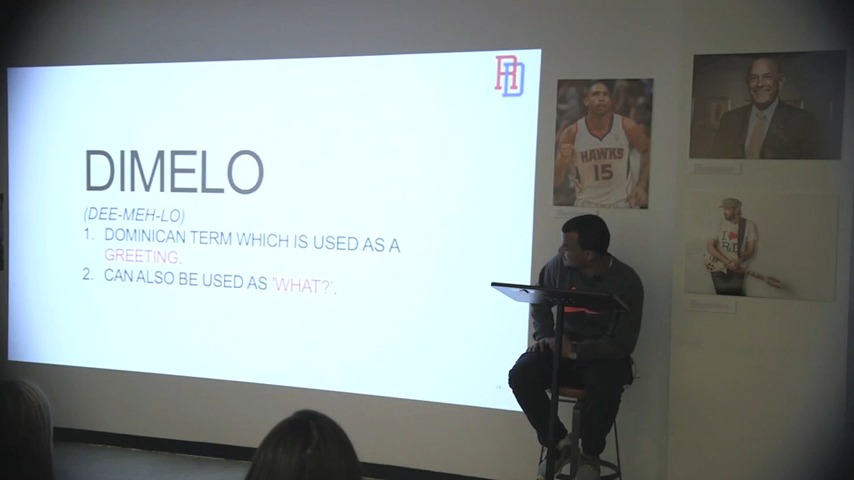 RD
DIMELO
(DEE-MEH-LO)
1. DOMINICAN TERM WHICH IS USED AS A
GREETING.
2. CAN ALSO BE USED AS 'WHAT?'.
HAWKS
15
I
RD